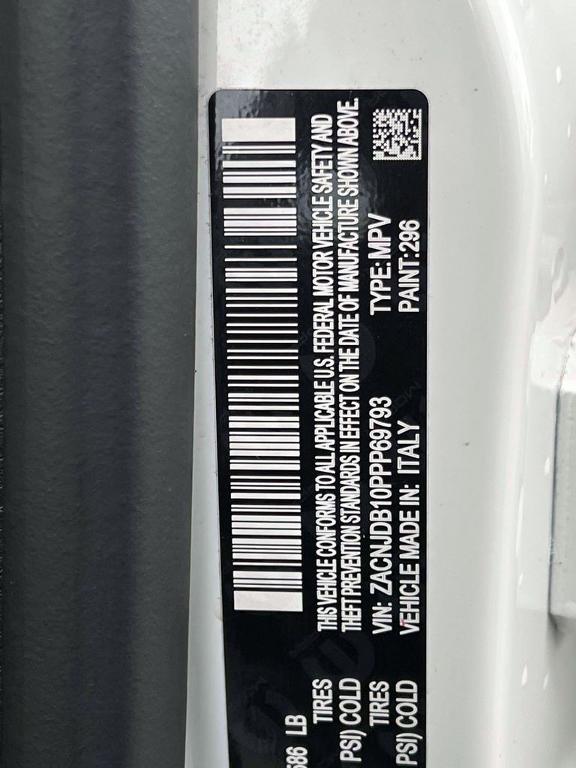 THIS VEHICLE CONFORMS TO ALL APPLICABLE U.S. FEDERAL MOTOR VEHICLE SAFETY AND
THEFT PREVENTION STANDARDS IN EFFECT ON THE DATE OF MANUFACTURE SHOWN ABOVE.
VIN: ZACNJDB10PPP69793 TYPE: MPV
VEHICLE MADE IN: ITALY PAINT: 296
586 LB
TIRES
PSI) COLD
TIRES
PSI) COLD